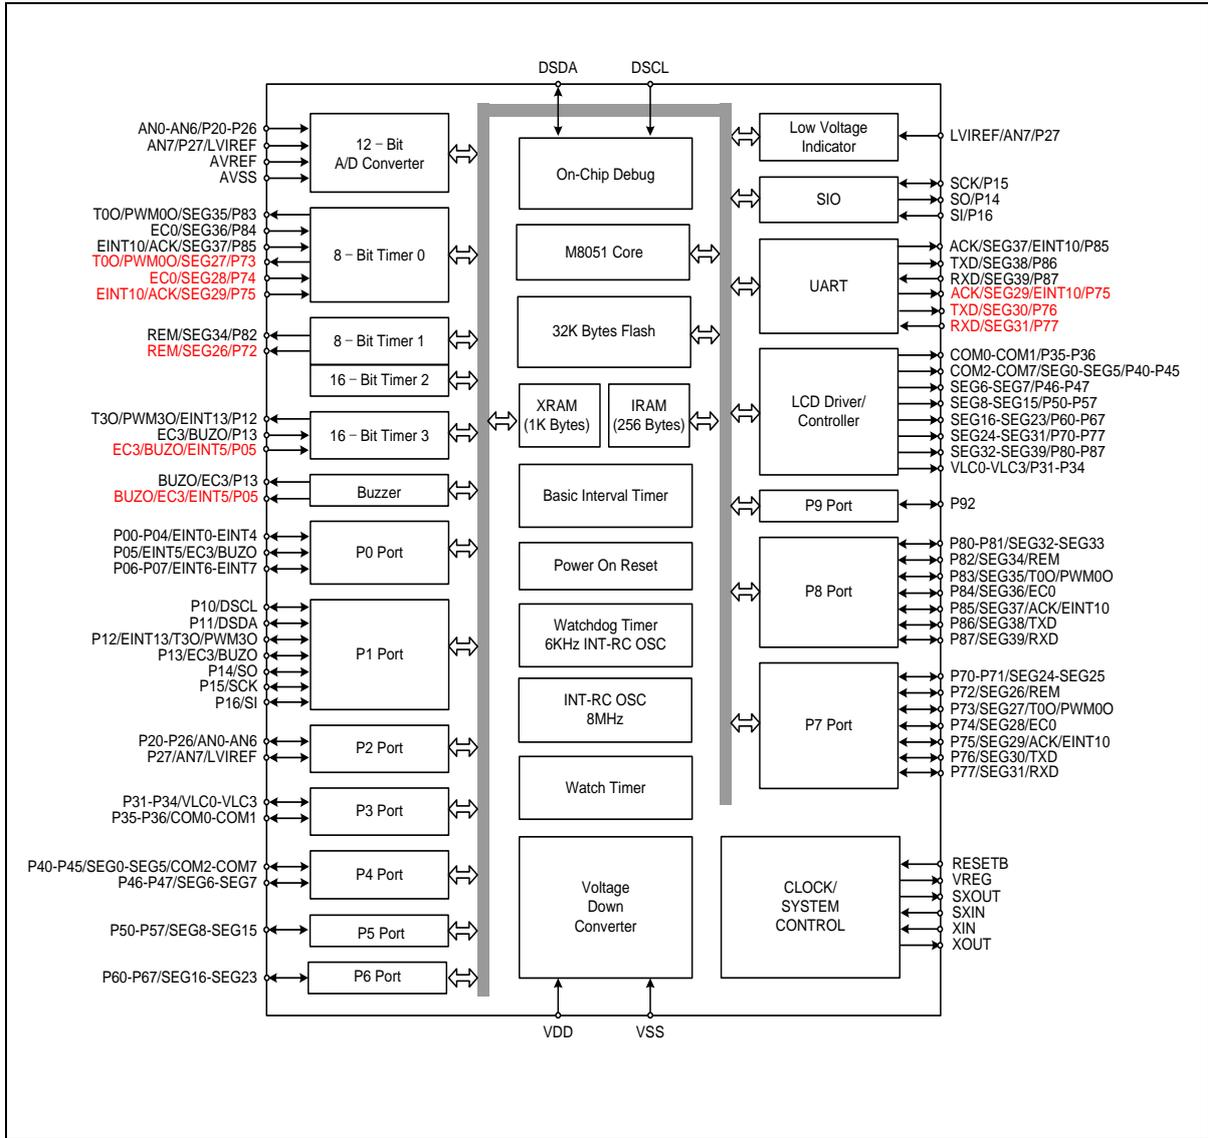 DSDA
DSCL
AN0-AN6/P20-P26
AN7/P27/LVIREF
AVREF
AVSS
12 – Bit
A/D Converter
T0O/PWM0O/SEG35/P83
EC0/SEG36/P84
EINT10/ACK/SEG37/P85
T0O/PWM0O/SEG27/P73
EC0/SEG28/P74
EINT10/ACK/SEG29/P75
8 – Bit Timer 0
REM/SEG34/P82
REM/SEG26/P72
8 – Bit Timer 1
16 – Bit Timer 2
T3O/PWM3O/EINT13/P12
EC3/BUZO/P13
EC3/BUZO/EINT5/P05
16 – Bit Timer 3
BUZO/EC3/P13
BUZO/EC3/EINT5/P05
Buzzer
P00-P04/EINT0-EINT4
P05/EINT5/EC3/BUZO
P06-P07/EINT6-EINT7
P0 Port
P10/DSCL
P11/DSDA
P12/EINT13/T3O/PWM3O
P13/EC3/BUZO
P14/SO
P15/SCK
P16/SI
P1 Port
P20-P26/AN0-AN6
P27/AN7/LVIREF
P2 Port
P31-P34/VLC0-VLC3
P35-P36/COM0-COM1
P3 Port
P40-P45/SEG0-SEG5/COM2-COM7
P46-P47/SEG6-SEG7
P4 Port
P50-P57/SEG8-SEG15
P5 Port
P60-P67/SEG16-SEG23
P6 Port
On-Chip Debug
M8051 Core
32K Bytes Flash
XRAM
(1K Bytes)
IRAM
(256 Bytes)
Basic Interval Timer
Power On Reset
Watchdog Timer
6KHz INT-RC OSC
INT-RC OSC
8MHz
Watch Timer
Voltage
Down
Converter
VDD
VSS
Low Voltage
Indicator
LVIREF/AN7/P27
SIO
SCK/P15
SO/P14
SI/P16
UART
ACK/SEG37/EINT10/P85
TXD/SEG38/P86
RXD/SEG39/P87
ACK/SEG29/EINT10/P75
TXD/SEG30/P76
RXD/SEG31/P77
LCD Driver/
Controller
COM0-COM1/P35-P36
COM2-COM7/SEG0-SEG5/P40-P45
SEG6-SEG7/P46-P47
SEG8-SEG15/P50-P57
SEG16-SEG23/P60-P67
SEG24-SEG31/P70-P77
SEG32-SEG39/P80-P87
VLC0-VLC3/P31-P34
P9 Port
P92
P8 Port
P80-P81/SEG32-SEG33
P82/SEG34/REM
P83/SEG35/T0O/PWM0O
P84/SEG36/EC0
P85/SEG37/ACK/EINT10
P86/SEG38/TXD
P87/SEG39/RXD
P7 Port
P70-P71/SEG24-SEG25
P72/SEG26/REM
P73/SEG27/T0O/PWM0O
P74/SEG28/EC0
P75/SEG29/ACK/EINT10
P76/SEG30/TXD
P77/SEG31/RXD
CLOCK/
SYSTEM
CONTROL
RESETB
VREG
SXOUT
SXIN
XIN
XOUT